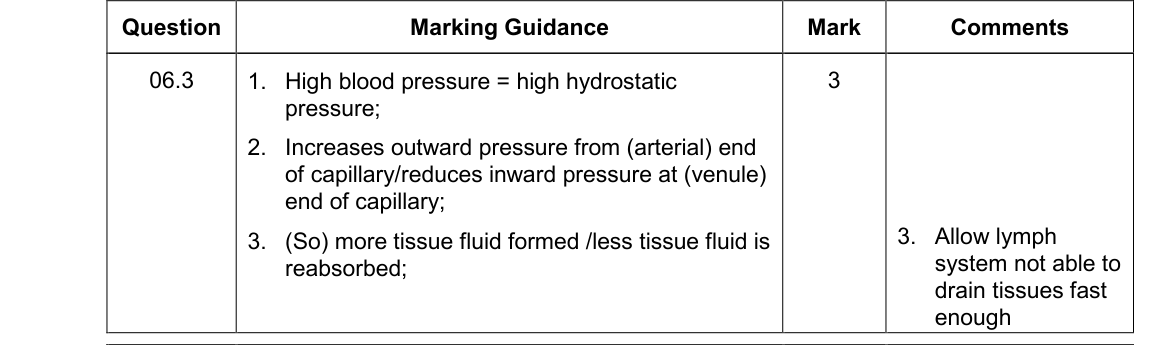 Question Marking Guidance Mark Comments
06.3 1. High blood pressure = high hydrostatic 3
pressure;
2. Increases outward pressure from (arterial) end
of capillary/reduces inward pressure at (venule)
end of capillary;
3. (So) more tissue fluid formed /less tissue fluid is
reabsorbed;
3. Allow lymph
system not able to
drain tissues fast
enough